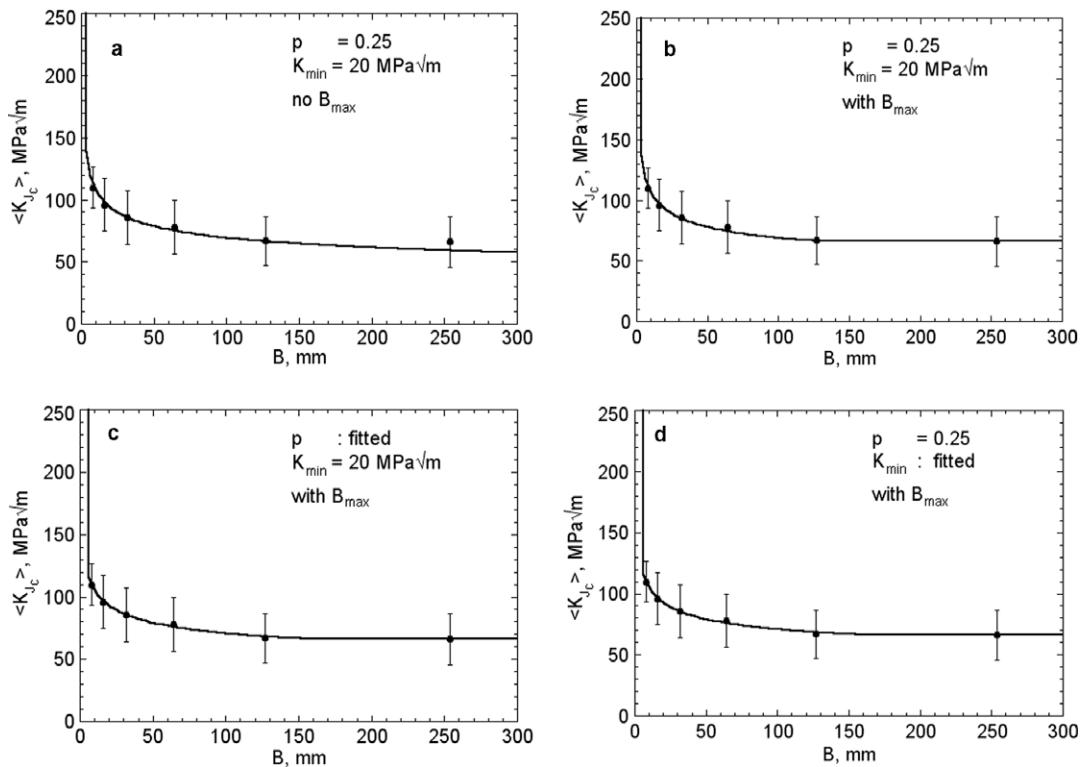 a
p = 0.25
K_min = 20 MPa√m
no B_max
<K_Jc>, MPa√m
250
200
150
100
50
0
0 50 100 150 200 250 300
B, mm
b
p = 0.25
K_min = 20 MPa√m
with B_max
<K_Jc>, MPa√m
250
200
150
100
50
0
0 50 100 150 200 250 300
B, mm
c
p : fitted
K_min = 20 MPa√m
with B_max
<K_Jc>, MPa√m
250
200
150
100
50
0
0 50 100 150 200 250 300
B, mm
d
p = 0.25
K_min : fitted
with B_max
<K_Jc>, MPa√m
250
200
150
100
50
0
0 50 100 150 200 250 300
B, mm